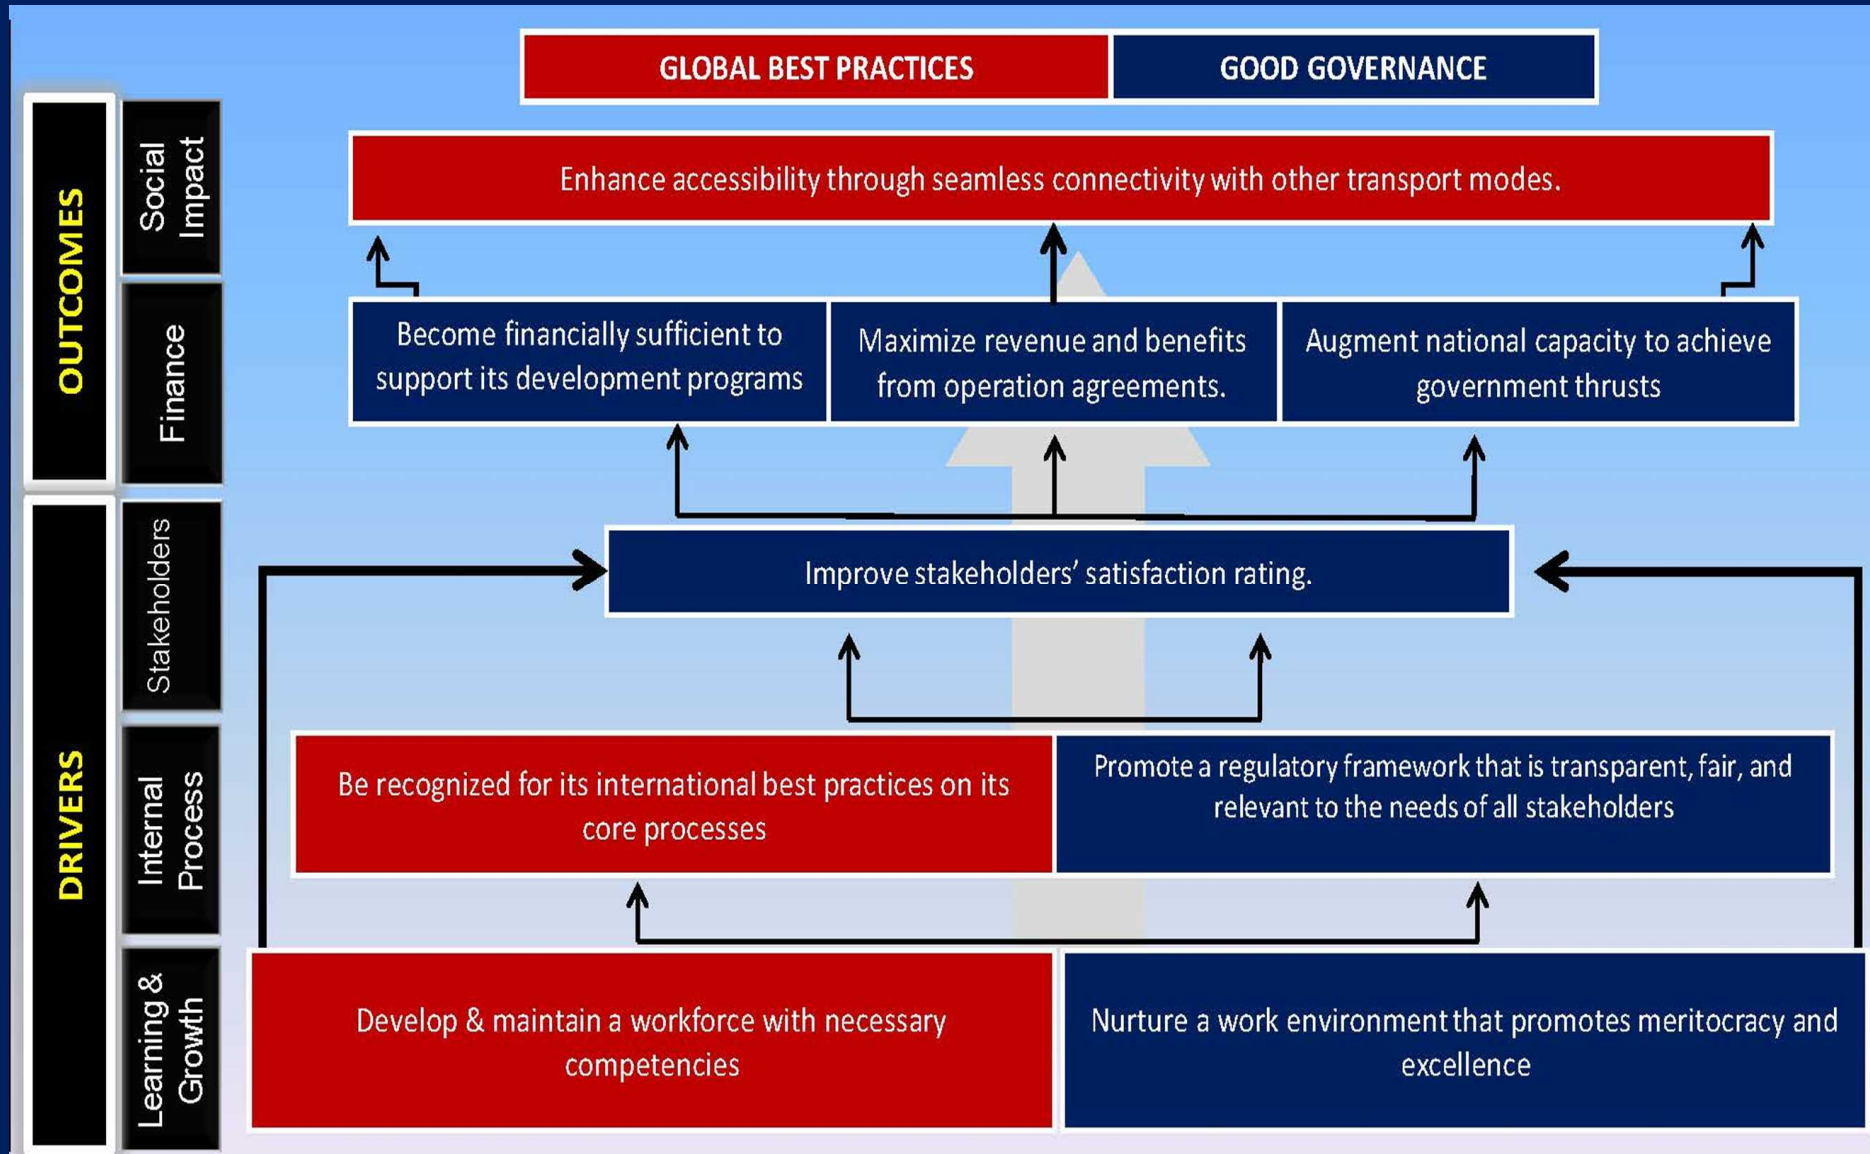 GLOBAL BEST PRACTICES
GOOD GOVERNANCE
OUTCOMES
Social
Impact
Enhance accessibility through seamless connectivity with other transport modes.
Finance
Become financially sufficient to
support its development programs
Maximize revenue and benefits
from operation agreements.
Augment national capacity to achieve
government thrusts
DRIVERS
Stakeholders
Improve stakeholders’ satisfaction rating.
Internal
Process
Be recognized for its international best practices on its
core processes
Promote a regulatory framework that is transparent, fair, and
relevant to the needs of all stakeholders
Learning &
Growth
Develop & maintain a workforce with necessary
competencies
Nurture a work environment that promotes meritocracy and
excellence